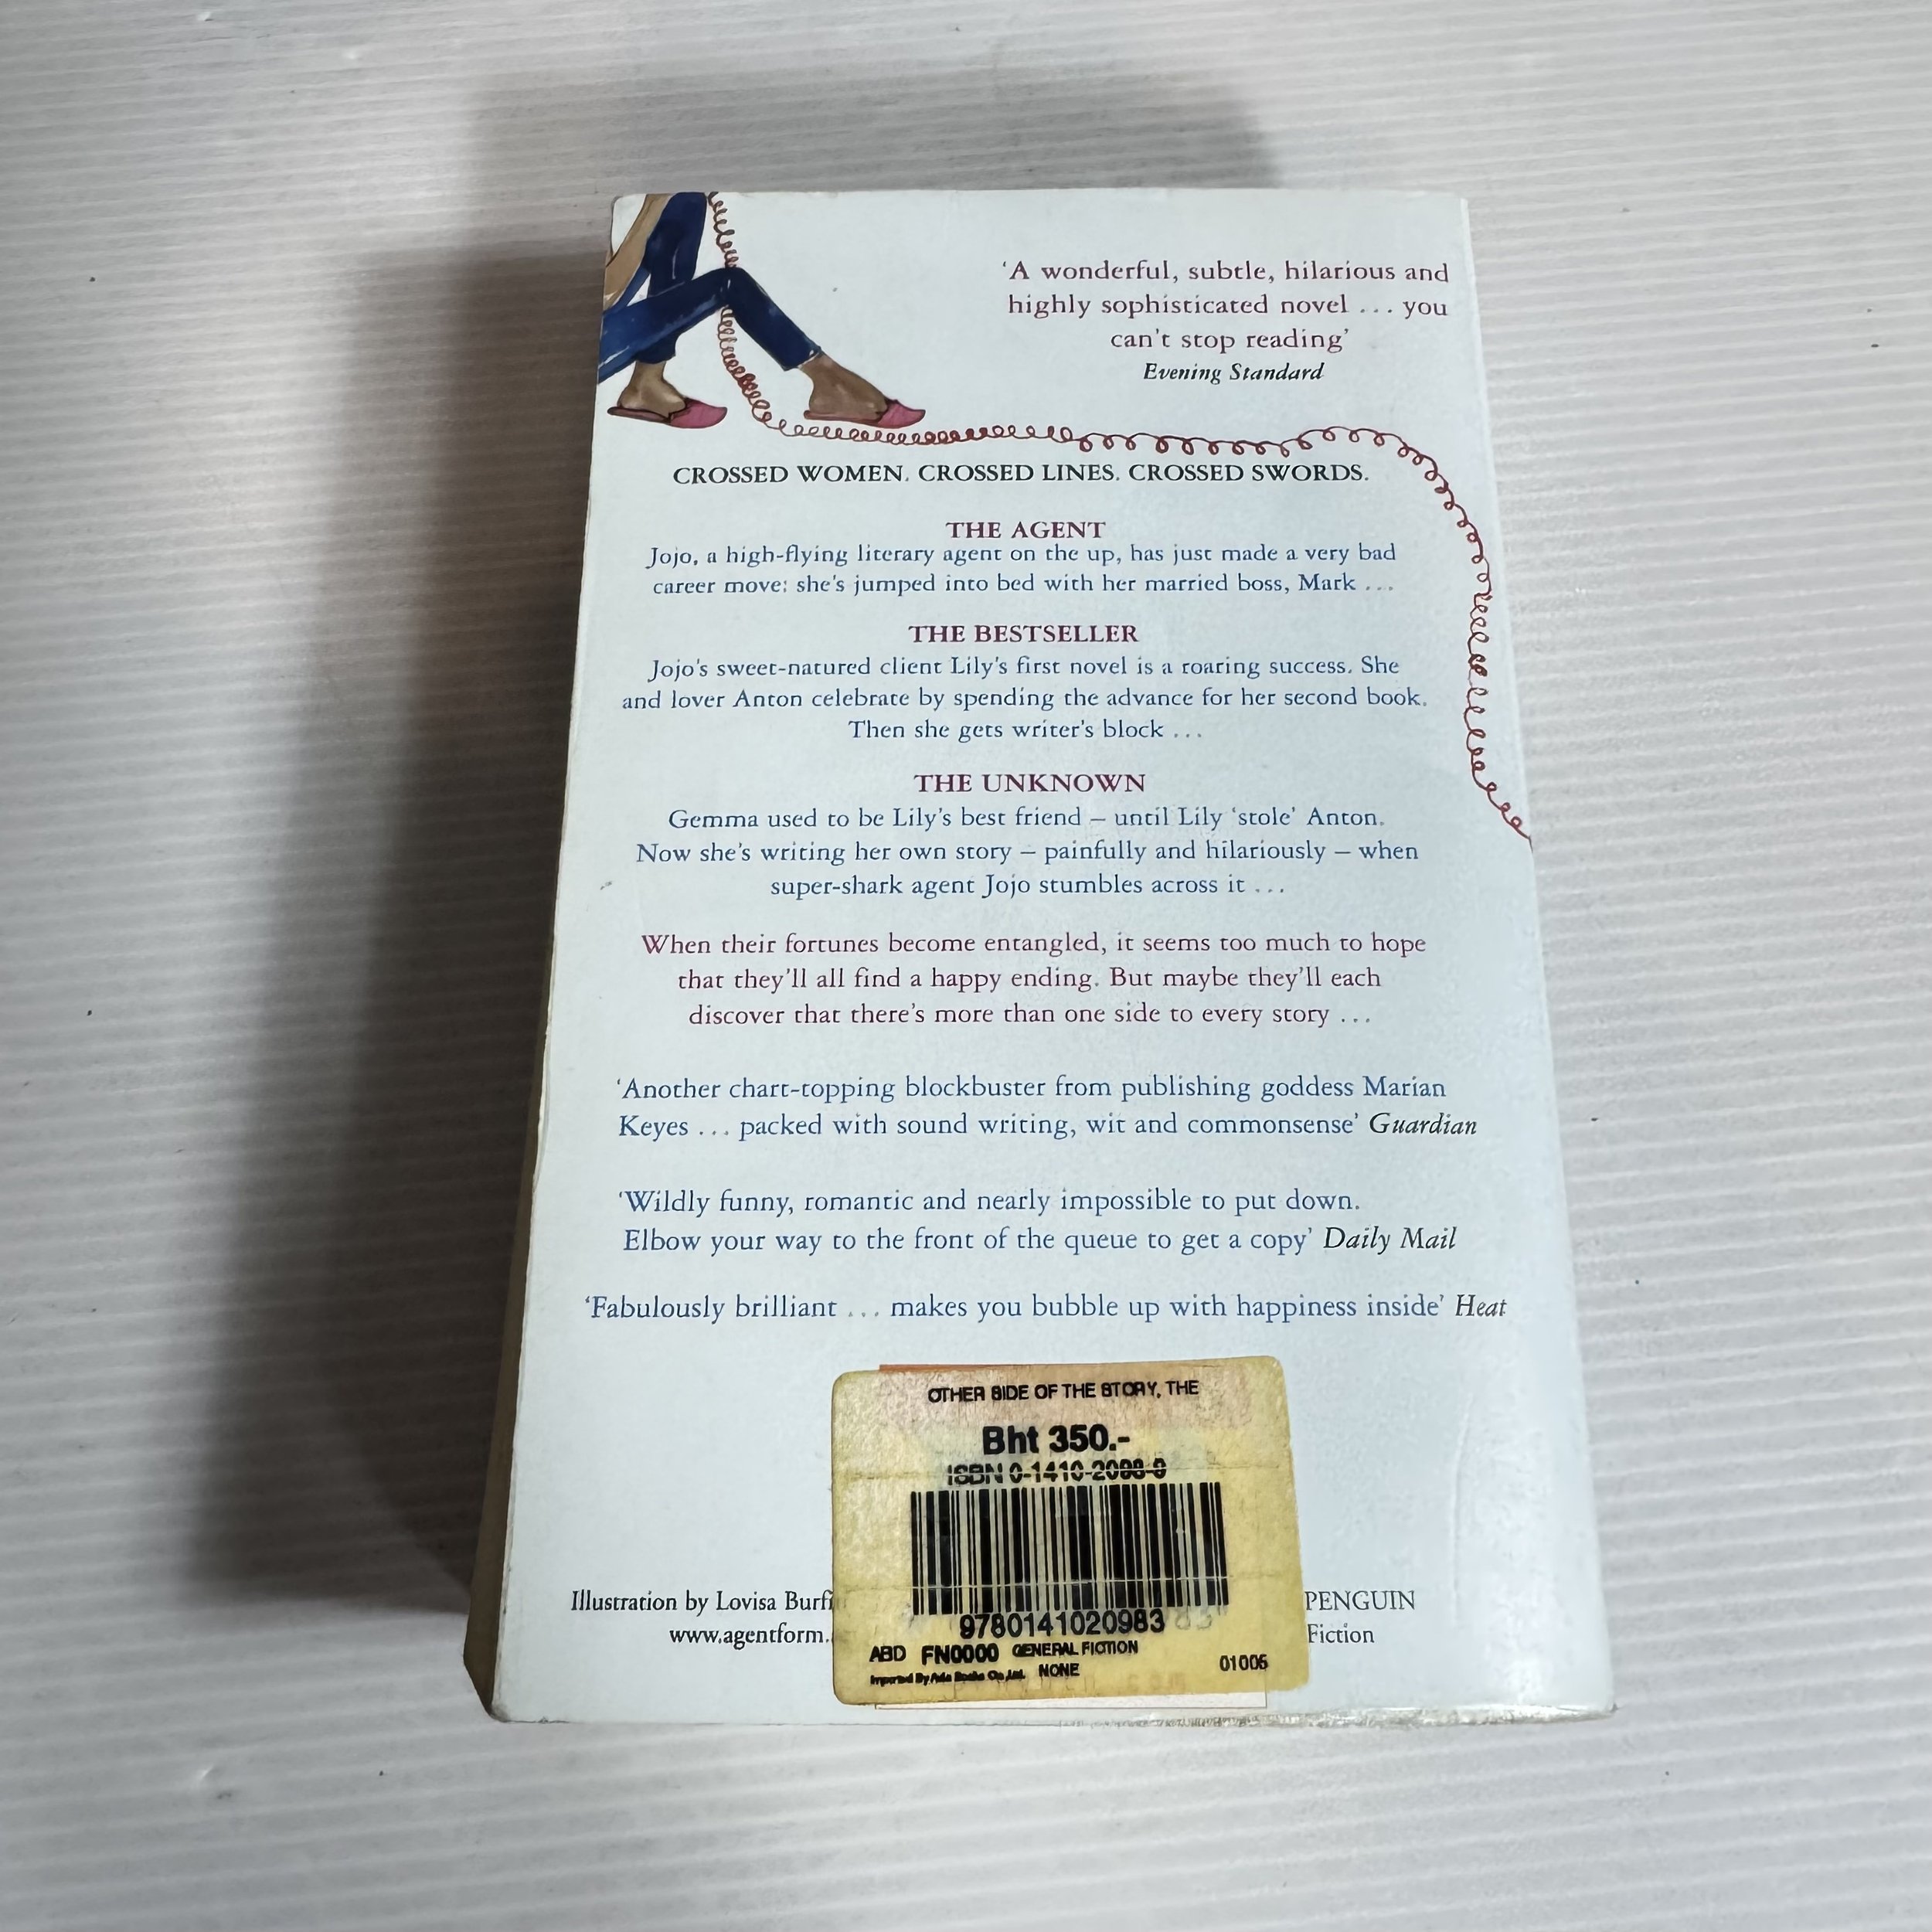 ‘A wonderful, subtle, hilarious and
highly sophisticated novel ... you
can't stop reading’
Evening Standard
CROSSED WOMEN. CROSSED LINES. CROSSED SWORDS.
THE AGENT
Jojo, a high-flying literary agent on the up, has just made a very bad
career move: she's jumped into bed with her married boss, Mark ...
THE BESTSELLER
Jojo's sweet-natured client Lily's first novel is a roaring success. She
and lover Anton celebrate by spending the advance for her second book.
Then she gets writer's block ...
THE UNKNOWN
Gemma used to be Lily's best friend – until Lily ‘stole’ Anton.
Now she's writing her own story – painfully and hilariously – when
super-shark agent Jojo stumbles across it ...
When their fortunes become entangled, it seems too much to hope
that they'll all find a happy ending. But maybe they'll each
discover that there's more than one side to every story ...
‘Another chart-topping blockbuster from publishing goddess Marian
Keyes ... packed with sound writing, wit and commonsense’ Guardian
‘Wildly funny, romantic and nearly impossible to put down.
Elbow your way to the front of the queue to get a copy’ Daily Mail
‘Fabulously brilliant ... makes you bubble up with happiness inside’ Heat
OTHER SIDE OF THE STORY, THE
Bht 350.-
ISBN 0-1410-2098-0
9780141020983
ABD FN0000 GENERAL FICTION
Imported By Asia Books Co.,Ltd. NONE 01006
Illustration by Lovisa Burfi
www.agentform.
PENGUIN
Fiction